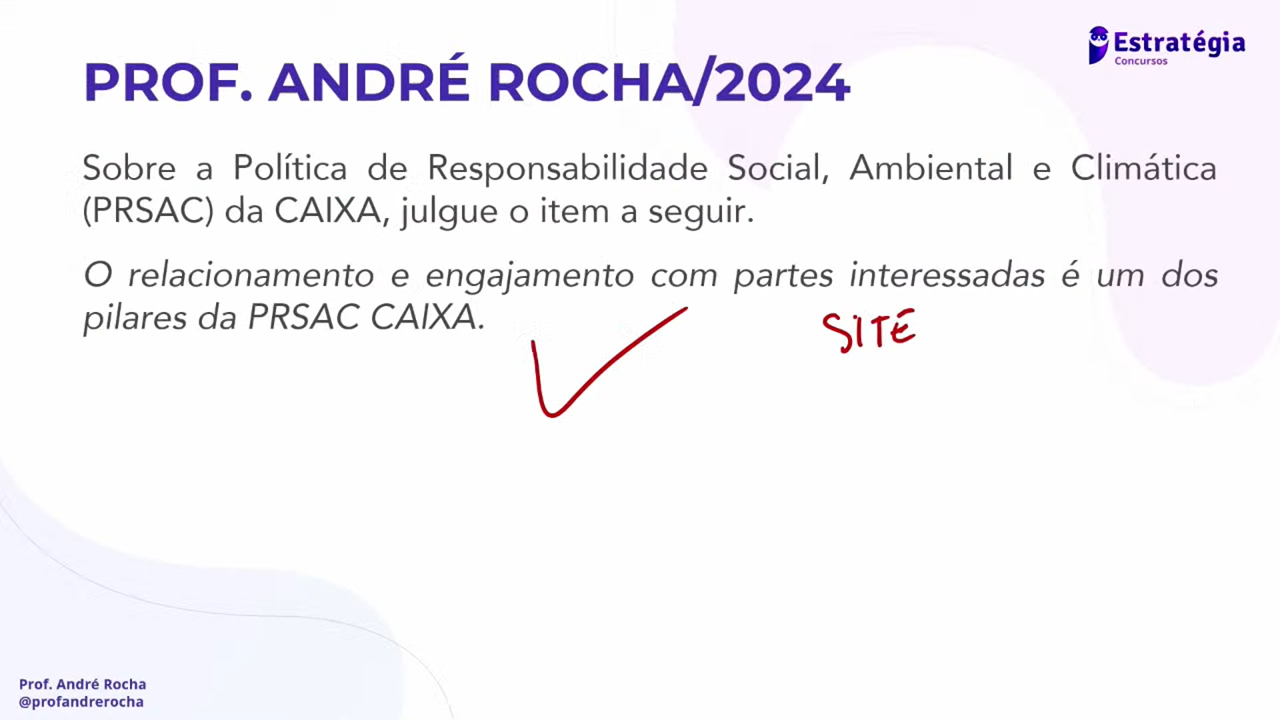 Estratégia
Concursos
PROF. ANDRÉ ROCHA/2024
Sobre a Política de Responsabilidade Social, Ambiental e Climática
(PRSAC) da CAIXA, julgue o item a seguir.
O relacionamento e engajamento com partes interessadas é um dos
pilares da PRSAC CAIXA.
SITE
Prof. André Rocha
@profandrerocha